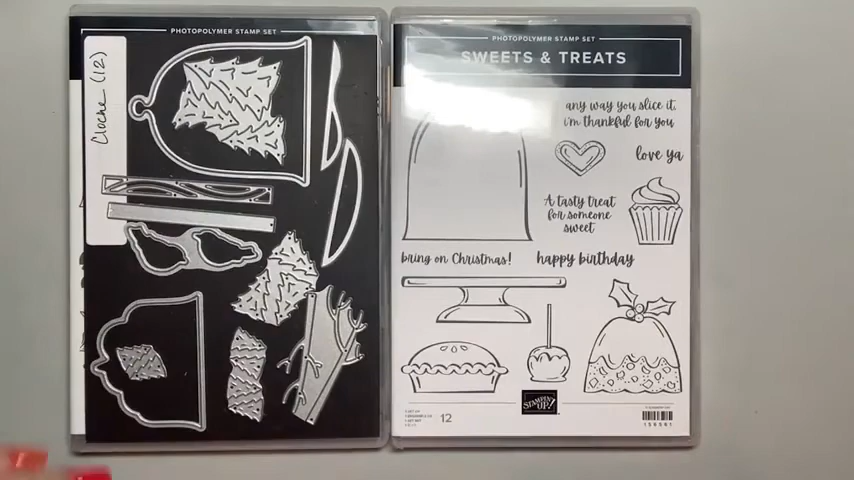 PHOTOPOLYMER STAMP SET
Cloche (12)
PHOTOPOLYMER STAMP SET
SWEETS & TREATS
any way you slice it,
i'm thankful for you
love ya
A tasty treat
for someone
sweet
bring on Christmas!
happy birthday
STAMPIN' UP!
12
156561